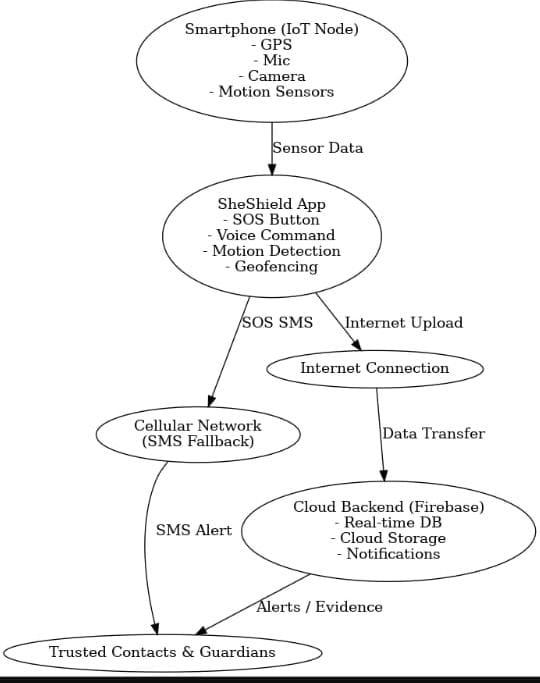 Smartphone (IoT Node)
- GPS
- Mic
- Camera
- Motion Sensors
Sensor Data
SheShield App
- SOS Button
- Voice Command
- Motion Detection
- Geofencing
SOS SMS
Internet Upload
Internet Connection
Cellular Network
(SMS Fallback)
Data Transfer
Cloud Backend (Firebase)
- Real-time DB
- Cloud Storage
- Notifications
SMS Alert
Alerts / Evidence
Trusted Contacts & Guardians